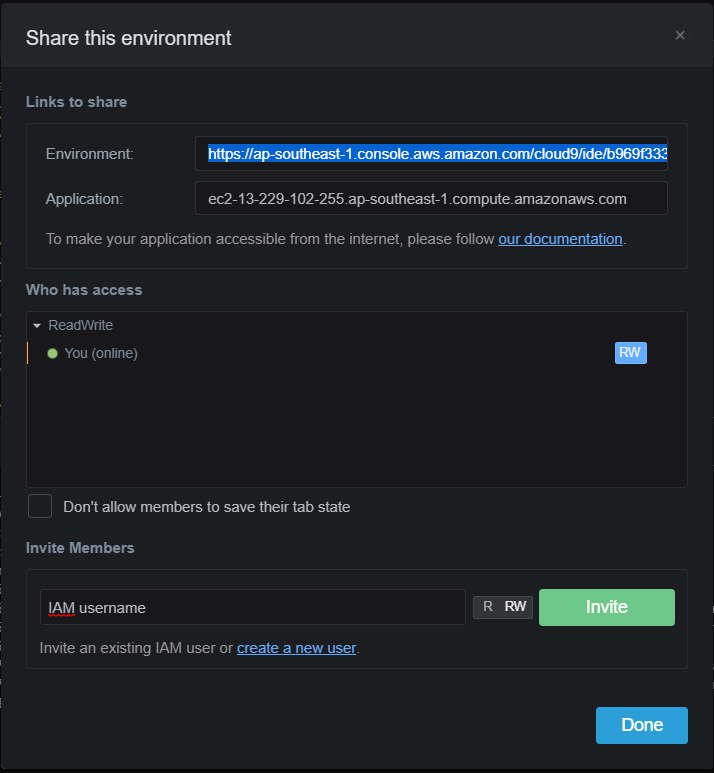 Share this environment
×
Links to share
Environment: https://ap-southeast-1.console.aws.amazon.com/cloud9/ide/b969f333
Application: ec2-13-229-102-255.ap-southeast-1.compute.amazonaws.com
To make your application accessible from the internet, please follow our documentation.
Who has access
ReadWrite
You (online) RW
Don't allow members to save their tab state
Invite Members
IAM username R RW Invite
Invite an existing IAM user or create a new user.
Done